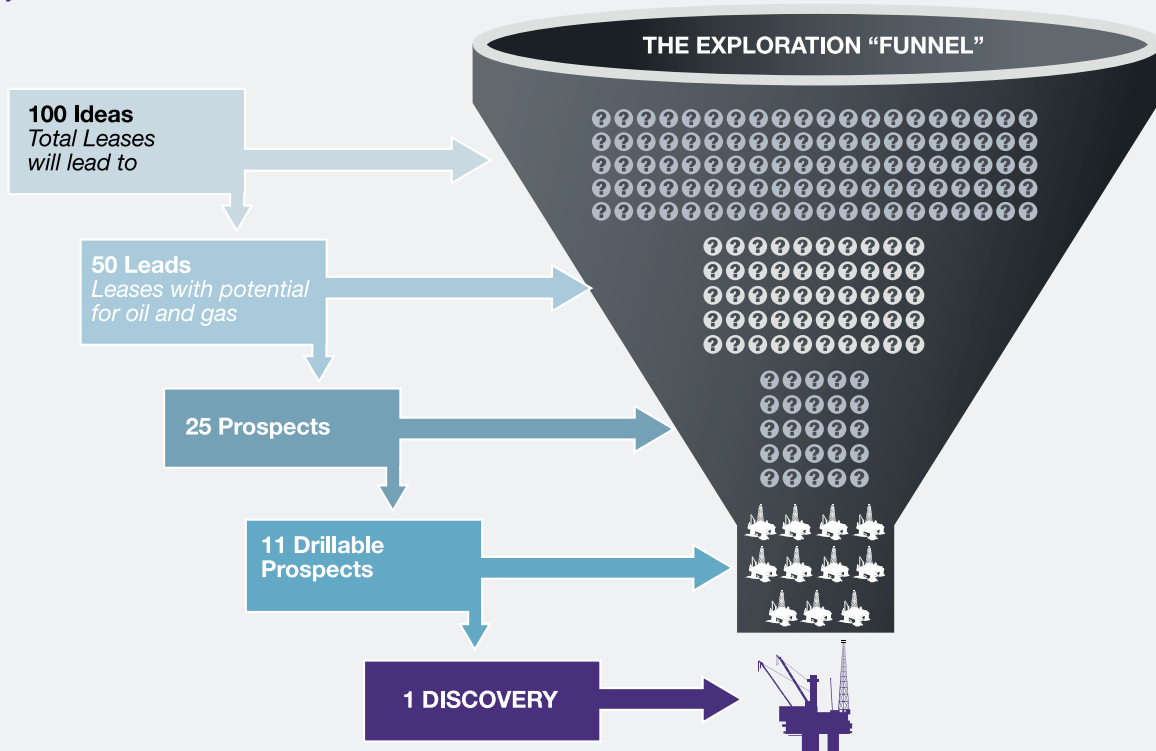 THE EXPLORATION “FUNNEL”
100 Ideas
Total Leases
will lead to
50 Leads
Leases with potential
for oil and gas
25 Prospects
11 Drillable
Prospects
1 DISCOVERY